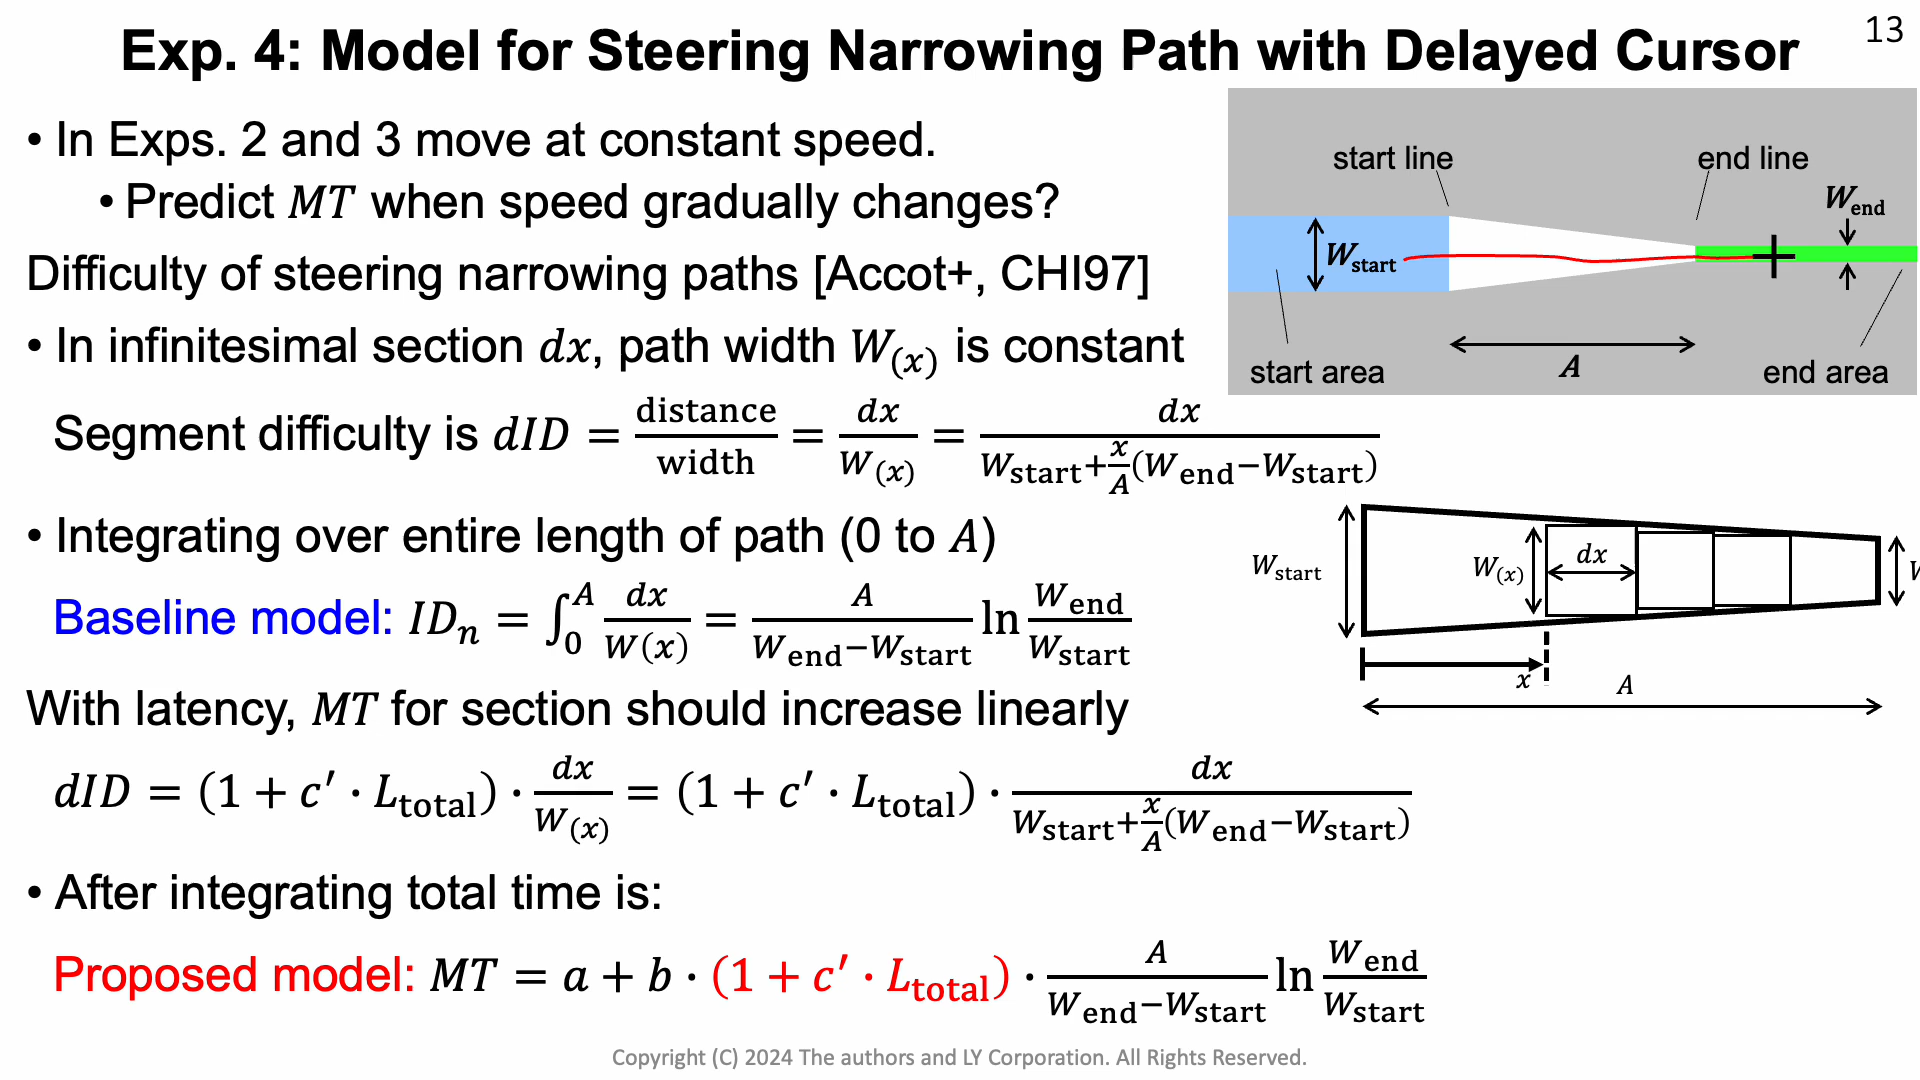 Exp. 4: Model for Steering Narrowing Path with Delayed Cursor
13
• In Exps. 2 and 3 move at constant speed.
• Predict 𝑀𝑇 when speed gradually changes?
Difficulty of steering narrowing paths [Accot+, CHI97]
• In infinitesimal section 𝑑𝑥, path width 𝑊(𝑥) is constant
Segment difficulty is 𝑑𝐼𝐷 = distance/width = 𝑑𝑥/𝑊(𝑥) = 𝑑𝑥/(𝑊start+𝑥/𝐴(𝑊end−𝑊start))
• Integrating over entire length of path (0 to 𝐴)
Baseline model: 𝐼𝐷𝑛 = ∫₀ᴬ 𝑑𝑥/𝑊(𝑥) = 𝐴/(𝑊end−𝑊start) ln 𝑊end/𝑊start
With latency, 𝑀𝑇 for section should increase linearly
𝑑𝐼𝐷 = (1 + 𝑐′ · 𝐿total) · 𝑑𝑥/𝑊(𝑥) = (1 + 𝑐′ · 𝐿total) · 𝑑𝑥/(𝑊start+𝑥/𝐴(𝑊end−𝑊start))
• After integrating total time is:
Proposed model: 𝑀𝑇 = 𝑎 + 𝑏 · (1 + 𝑐′ · 𝐿total) · 𝐴/(𝑊end−𝑊start) ln 𝑊end/𝑊start
start line
end line
𝑊end
𝑊start
start area
𝐴
end area
𝑊start
𝑊(𝑥)
𝑑𝑥
𝑥
𝐴
Copyright (C) 2024 The authors and LY Corporation. All Rights Reserved.